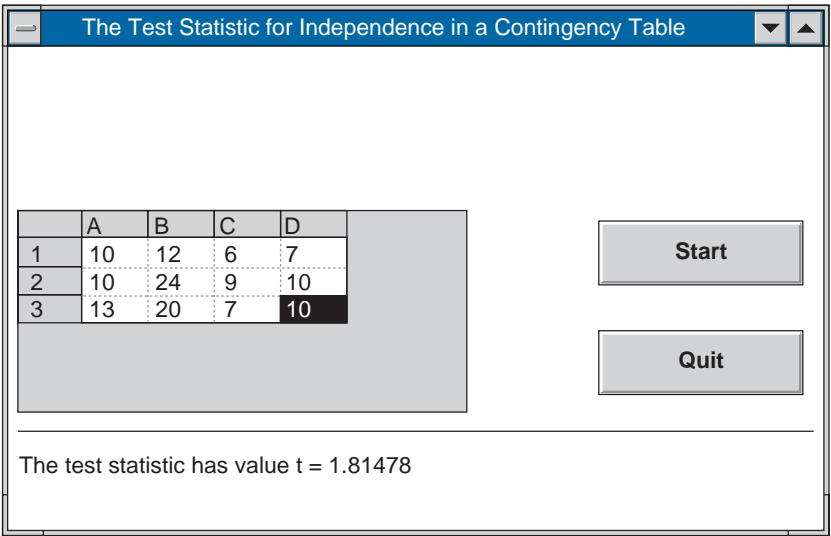 The Test Statistic for Independence in a Contingency Table
A B C D
1 10 12 6 7
2 10 24 9 10
3 13 20 7 10
Start
Quit
The test statistic has value t = 1.81478